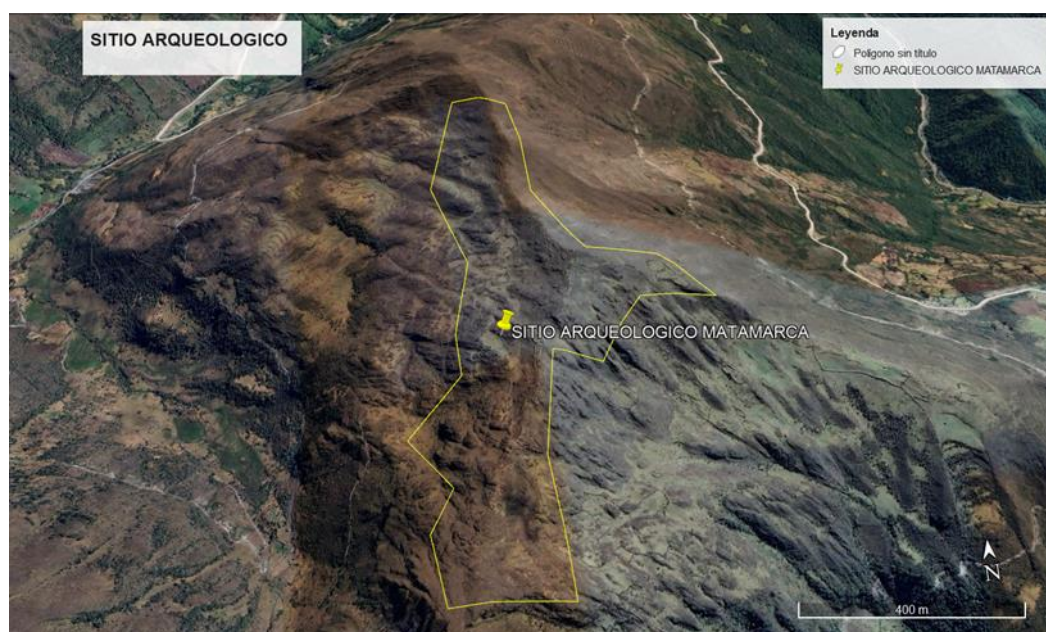 SITIO ARQUEOLOGICO
Leyenda
Polígono sin título
SITIO ARQUEOLOGICO MATAMARCA
SITIO ARQUEOLOGICO MATAMARCA
N
400 m